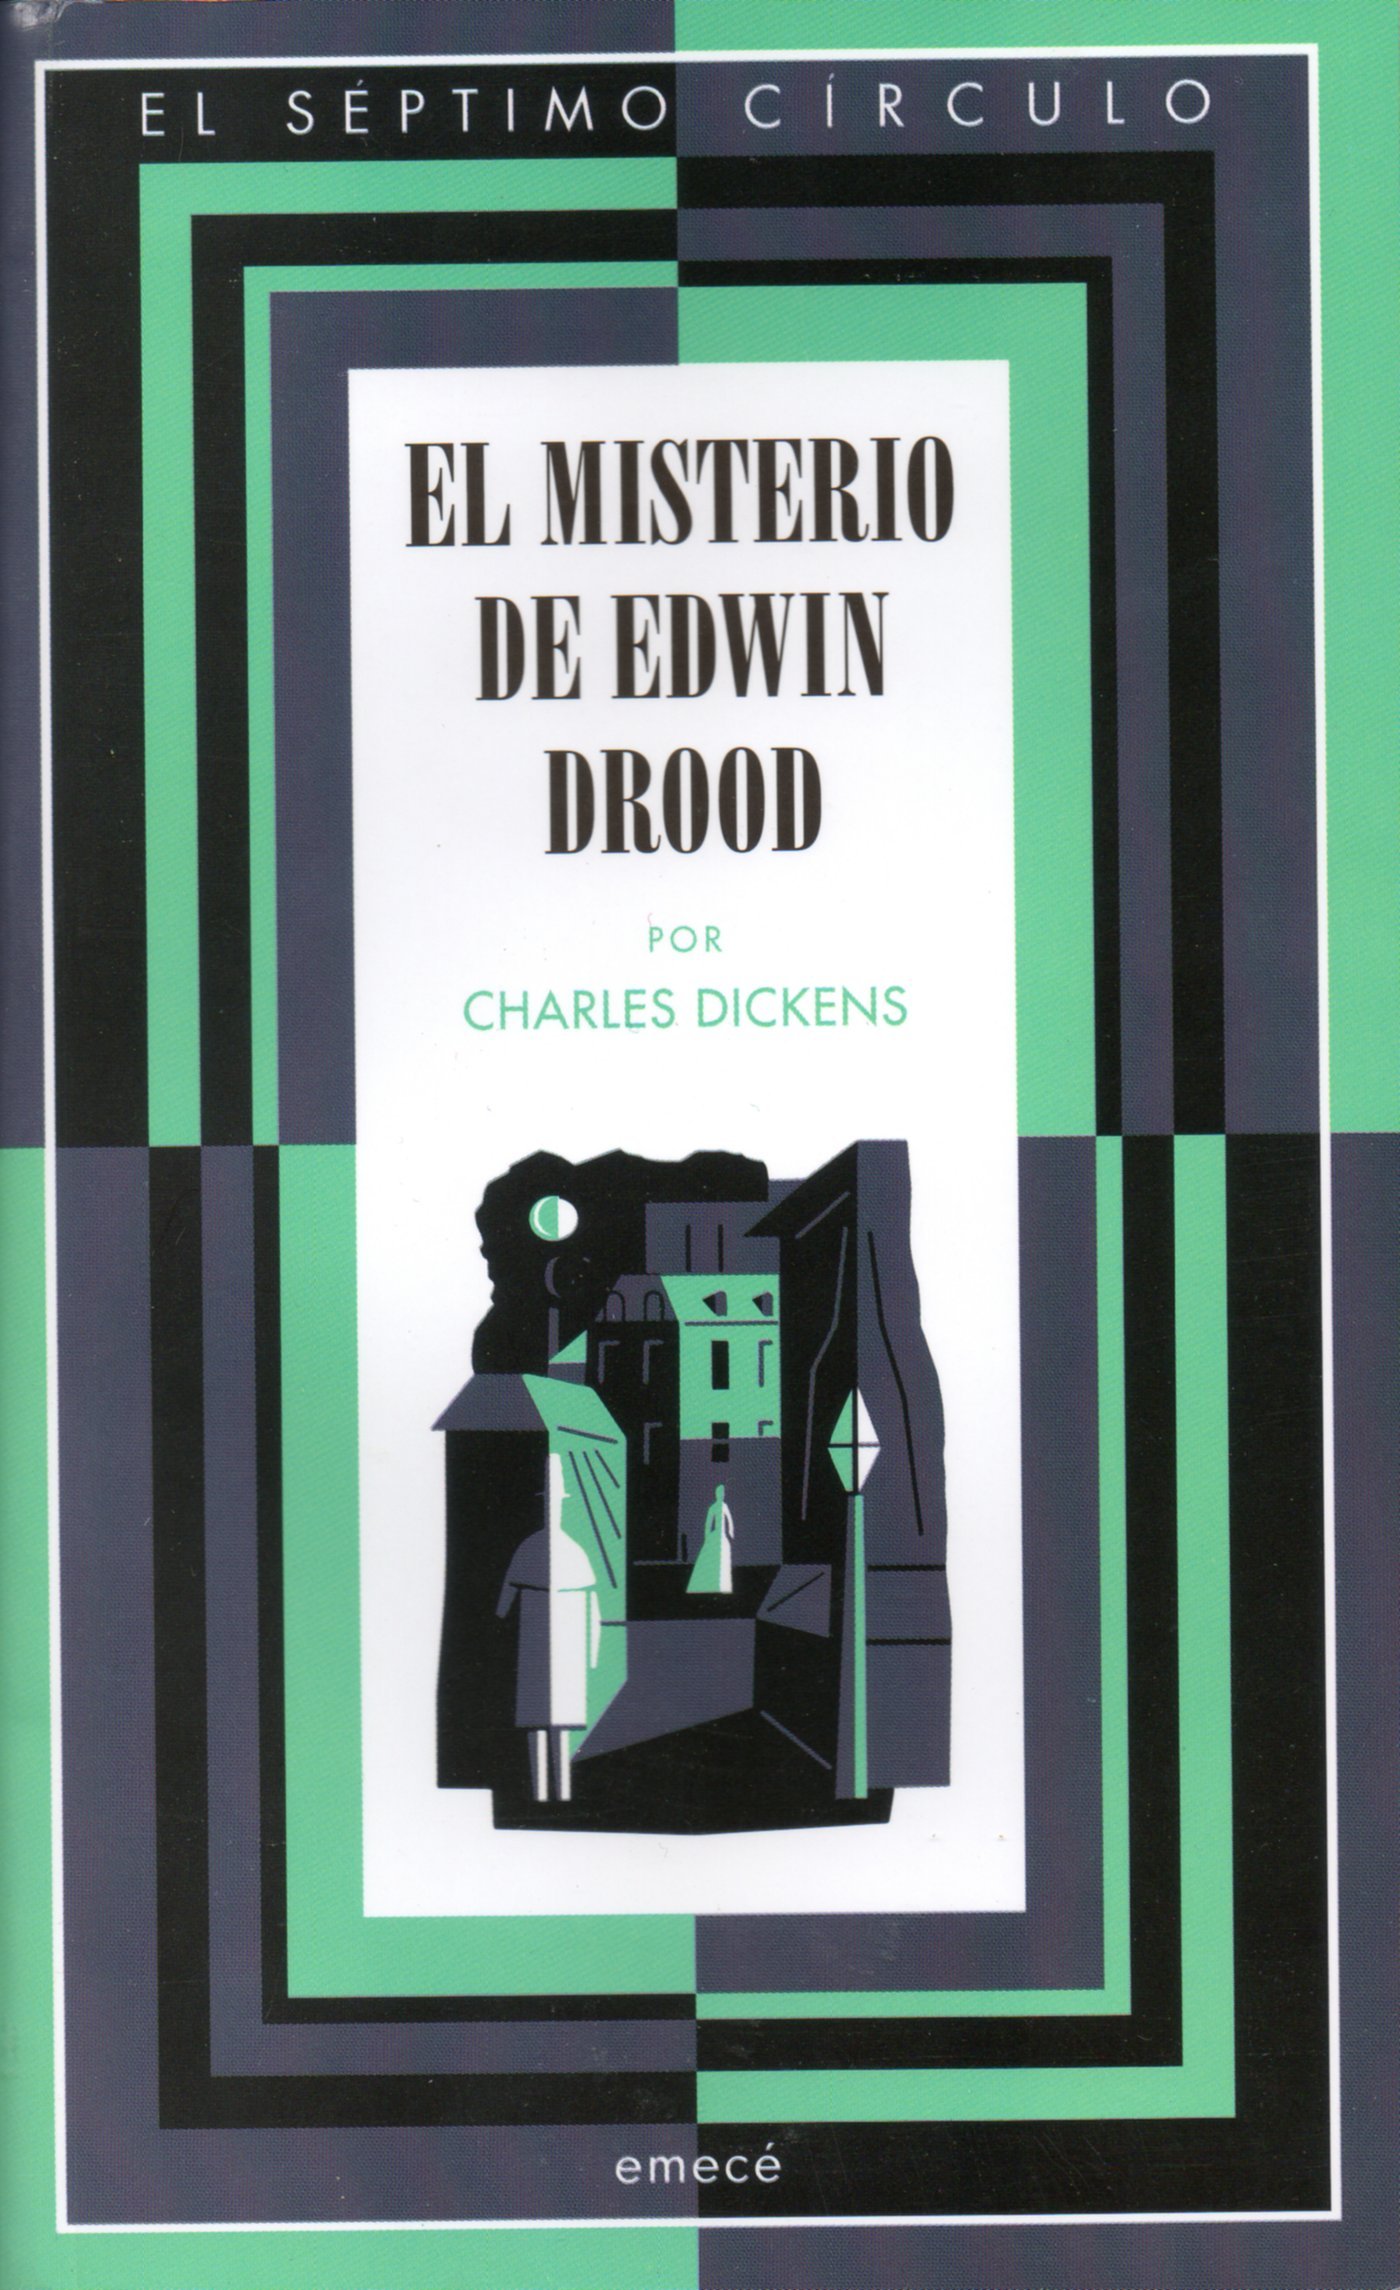 EL SÉPTIMO CÍRCULO
EL MISTERIO
DE EDWIN
DROOD
POR
CHARLES DICKENS
emecé